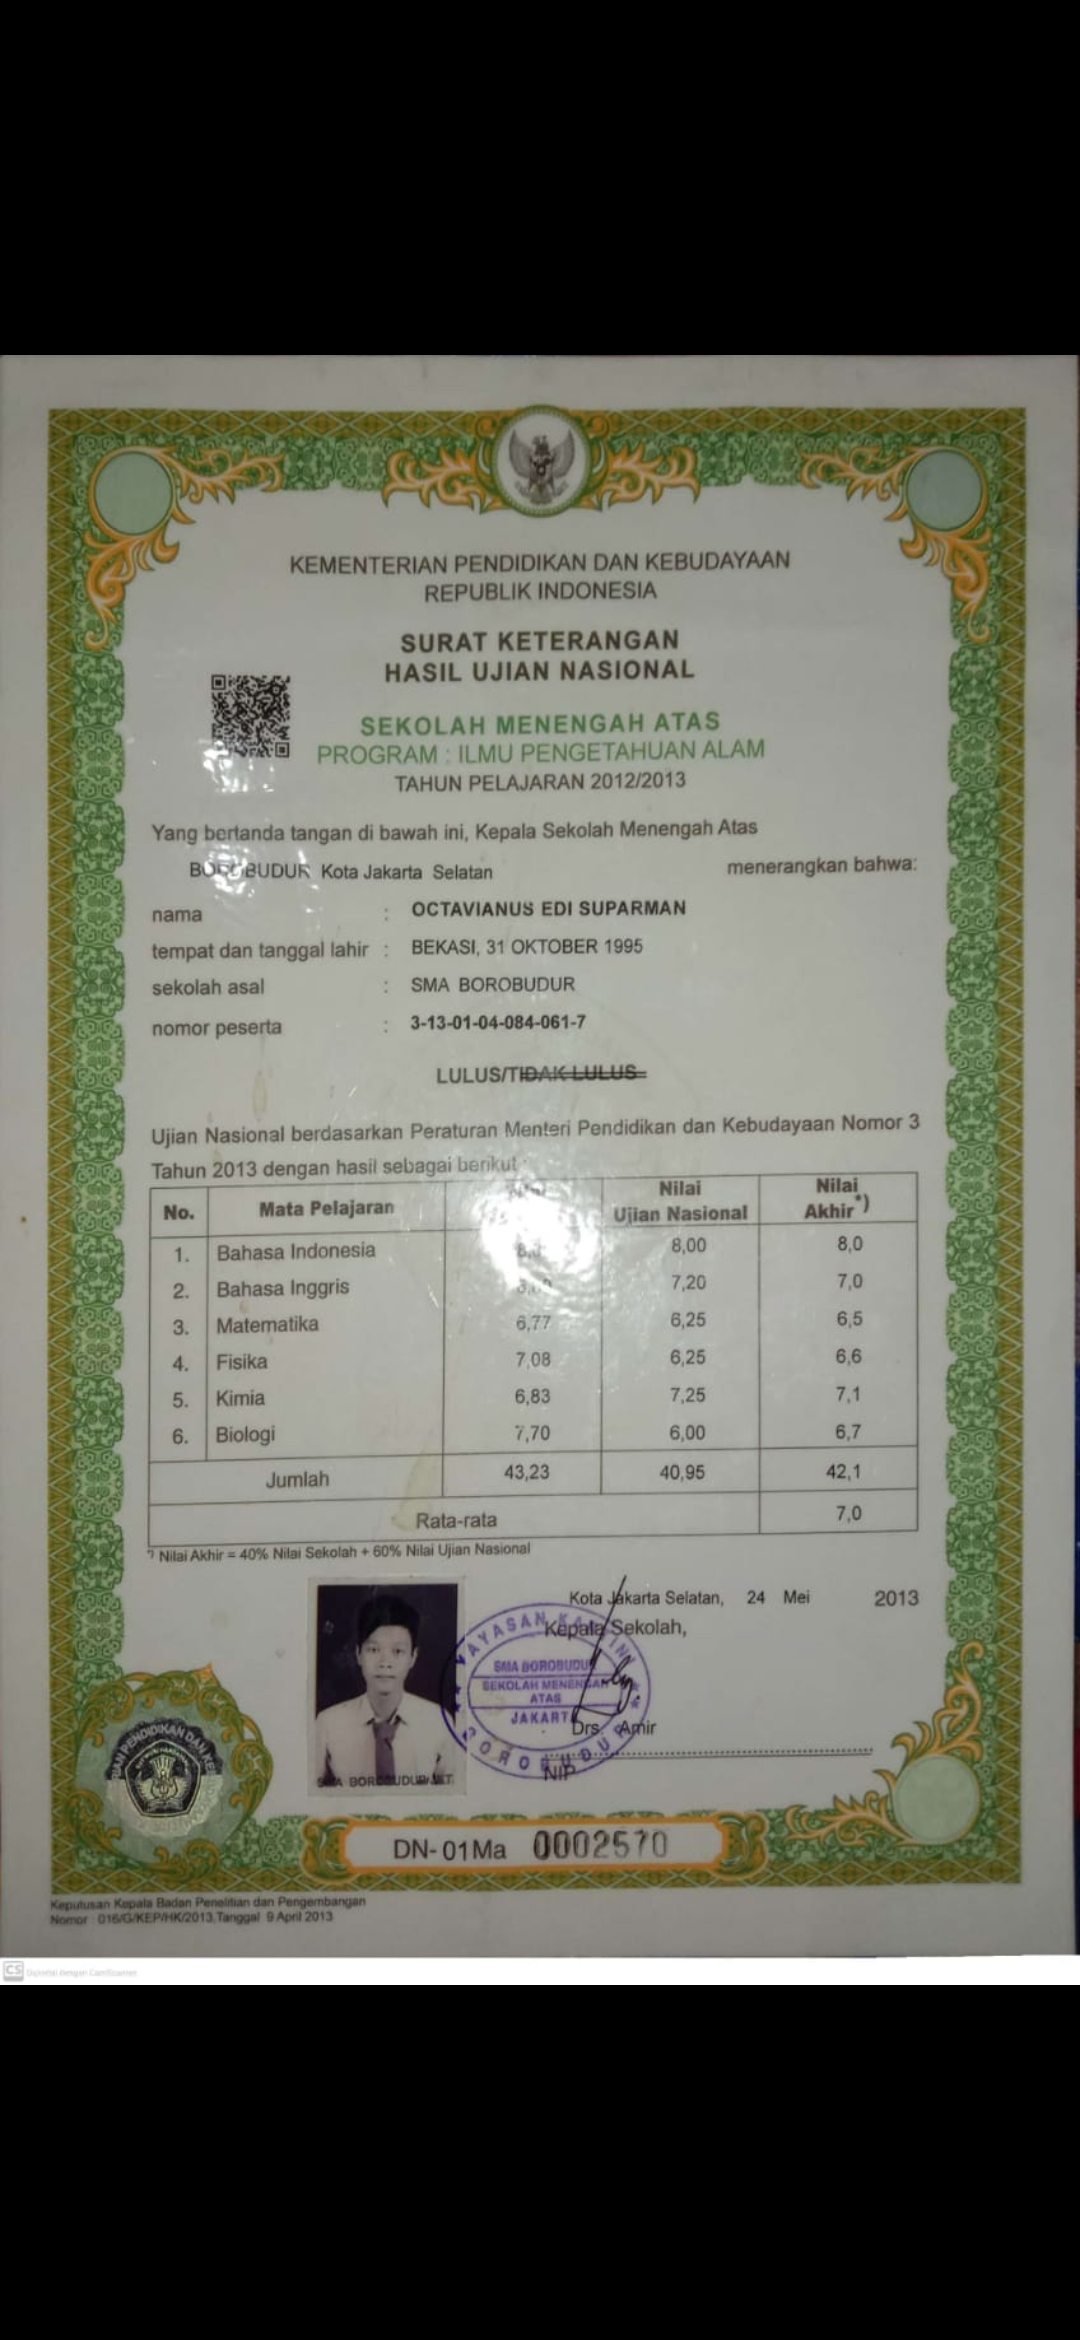 KEMENTERIAN PENDIDIKAN DAN KEBUDAYAAN
REPUBLIK INDONESIA
SURAT KETERANGAN
HASIL UJIAN NASIONAL
SEKOLAH MENENGAH ATAS
PROGRAM : ILMU PENGETAHUAN ALAM
TAHUN PELAJARAN 2012/2013
Yang bertanda tangan di bawah ini, Kepala Sekolah Menengah Atas
BOROBUDUR Kota Jakarta Selatan menerangkan bahwa:
nama : OCTAVIANUS EDI SUPARMAN
tempat dan tanggal lahir : BEKASI, 31 OKTOBER 1995
sekolah asal : SMA BOROBUDUR
nomor peserta : 3-13-01-04-084-061-7
LULUS/TIDAK LULUS
Ujian Nasional berdasarkan Peraturan Menteri Pendidikan dan Kebudayaan Nomor 3
Tahun 2013 dengan hasil sebagai berikut :
No. Mata Pelajaran Nilai Ujian Nasional Nilai Akhir *)
1. Bahasa Indonesia 8,00 8,0
2. Bahasa Inggris 7,20 7,0
3. Matematika 6,77 6,25 6,5
4. Fisika 7,08 6,25 6,6
5. Kimia 6,83 7,25 7,1
6. Biologi 7,70 6,00 6,7
Jumlah 43,23 40,95 42,1
Rata-rata 7,0
*) Nilai Akhir = 40% Nilai Sekolah + 60% Nilai Ujian Nasional
Kota Jakarta Selatan, 24 Mei 2013
Kepala Sekolah,
YAYASAN
SMA BOROBUDUR
SEKOLAH MENENGAH
ATAS
JAKARTA
BOROBUDUR
Drs. Amir
NIP
SMA BOROBUDUR/JKT.
DN-01 Ma 0002570
Keputusan Kepala Badan Penelitian dan Pengembangan
Nomor : 016/G/KEP/HK/2013, Tanggal 9 April 2013
CS Dipindai dengan CamScanner